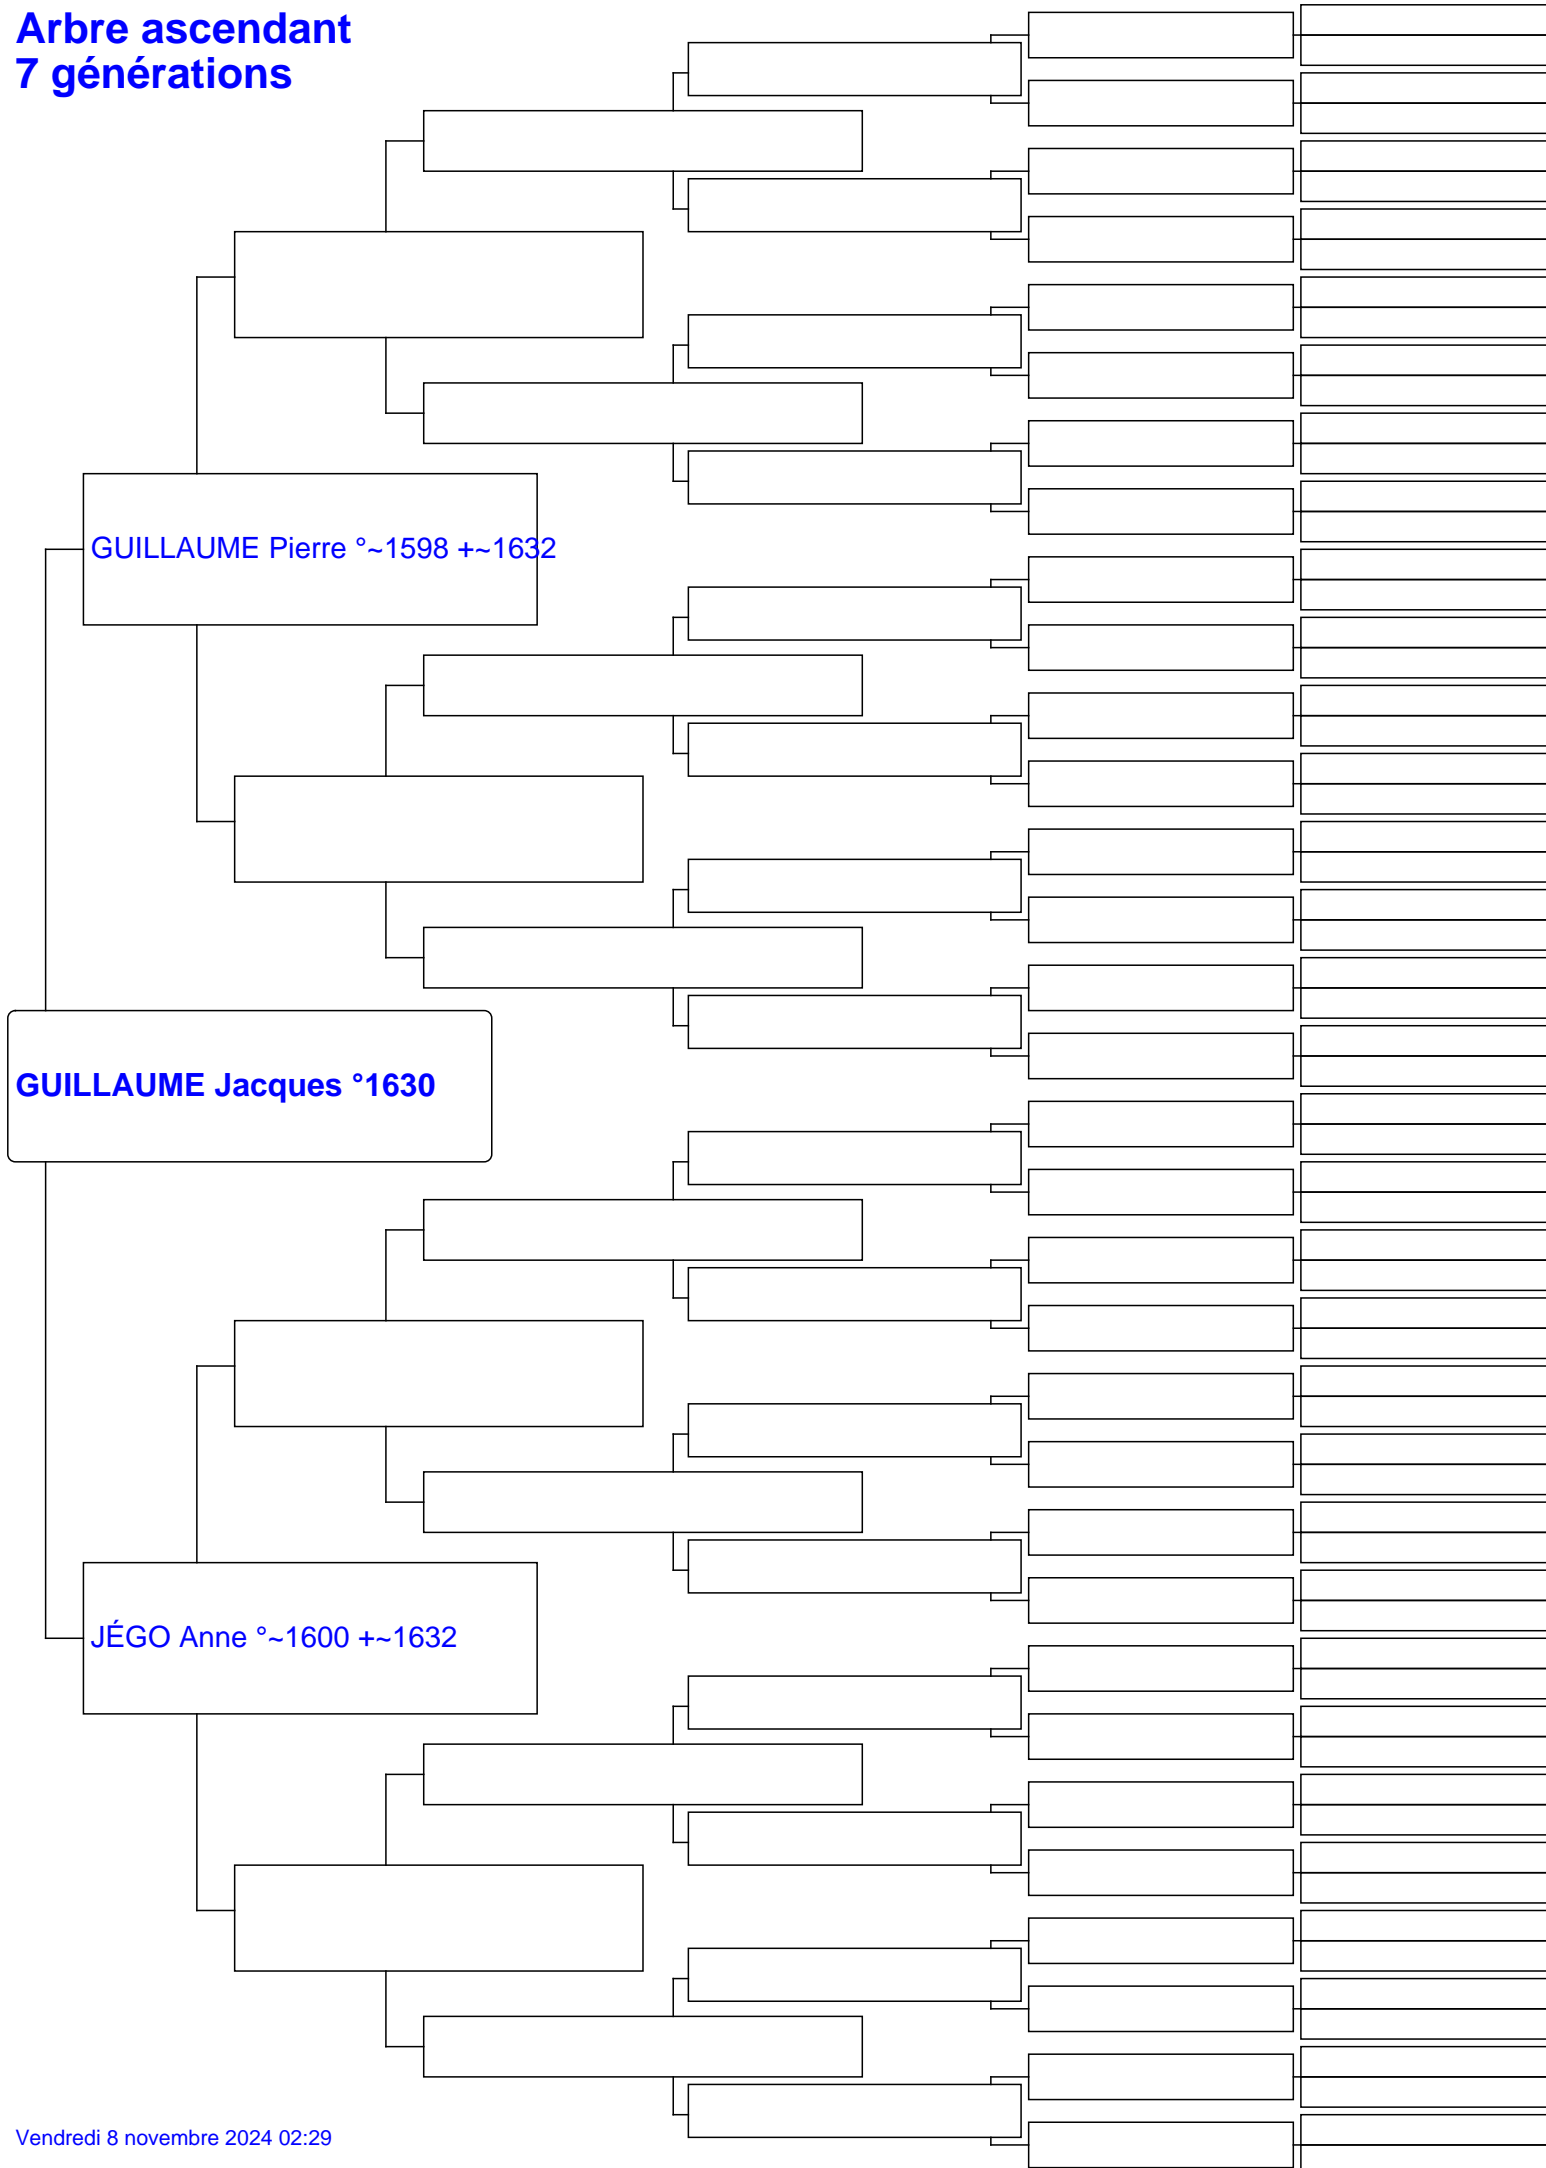 Arbre ascendant
7 générations
GUILLAUME Pierre °~1598 +~1632
GUILLAUME Jacques °1630
JÉGO Anne °~1600 +~1632
Vendredi 8 novembre 2024 02:29